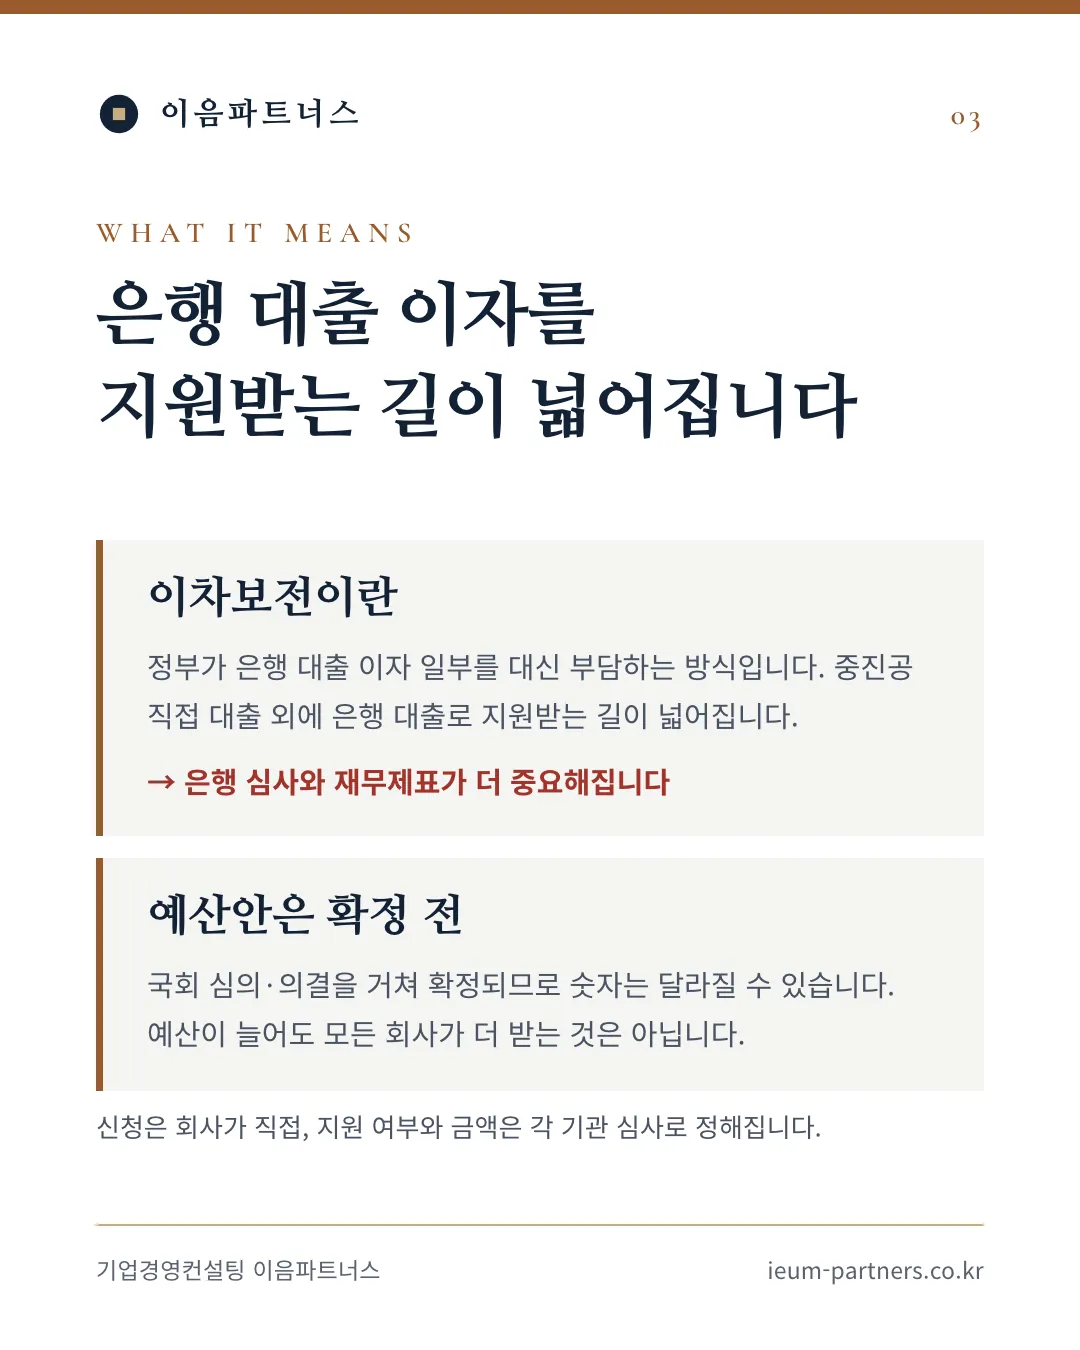 이음파트너스
03
WHAT IT MEANS
은행 대출 이자를
지원받는 길이 넓어집니다
이차보전이란
정부가 은행 대출 이자 일부를 대신 부담하는 방식입니다. 중진공
직접 대출 외에 은행 대출로 지원받는 길이 넓어집니다.
→ 은행 심사와 재무제표가 더 중요해집니다
예산안은 확정 전
국회 심의·의결을 거쳐 확정되므로 숫자는 달라질 수 있습니다.
예산이 늘어도 모든 회사가 더 받는 것은 아닙니다.
신청은 회사가 직접, 지원 여부와 금액은 각 기관 심사로 정해집니다.
기업경영컨설팅 이음파트너스
ieum-partners.co.kr